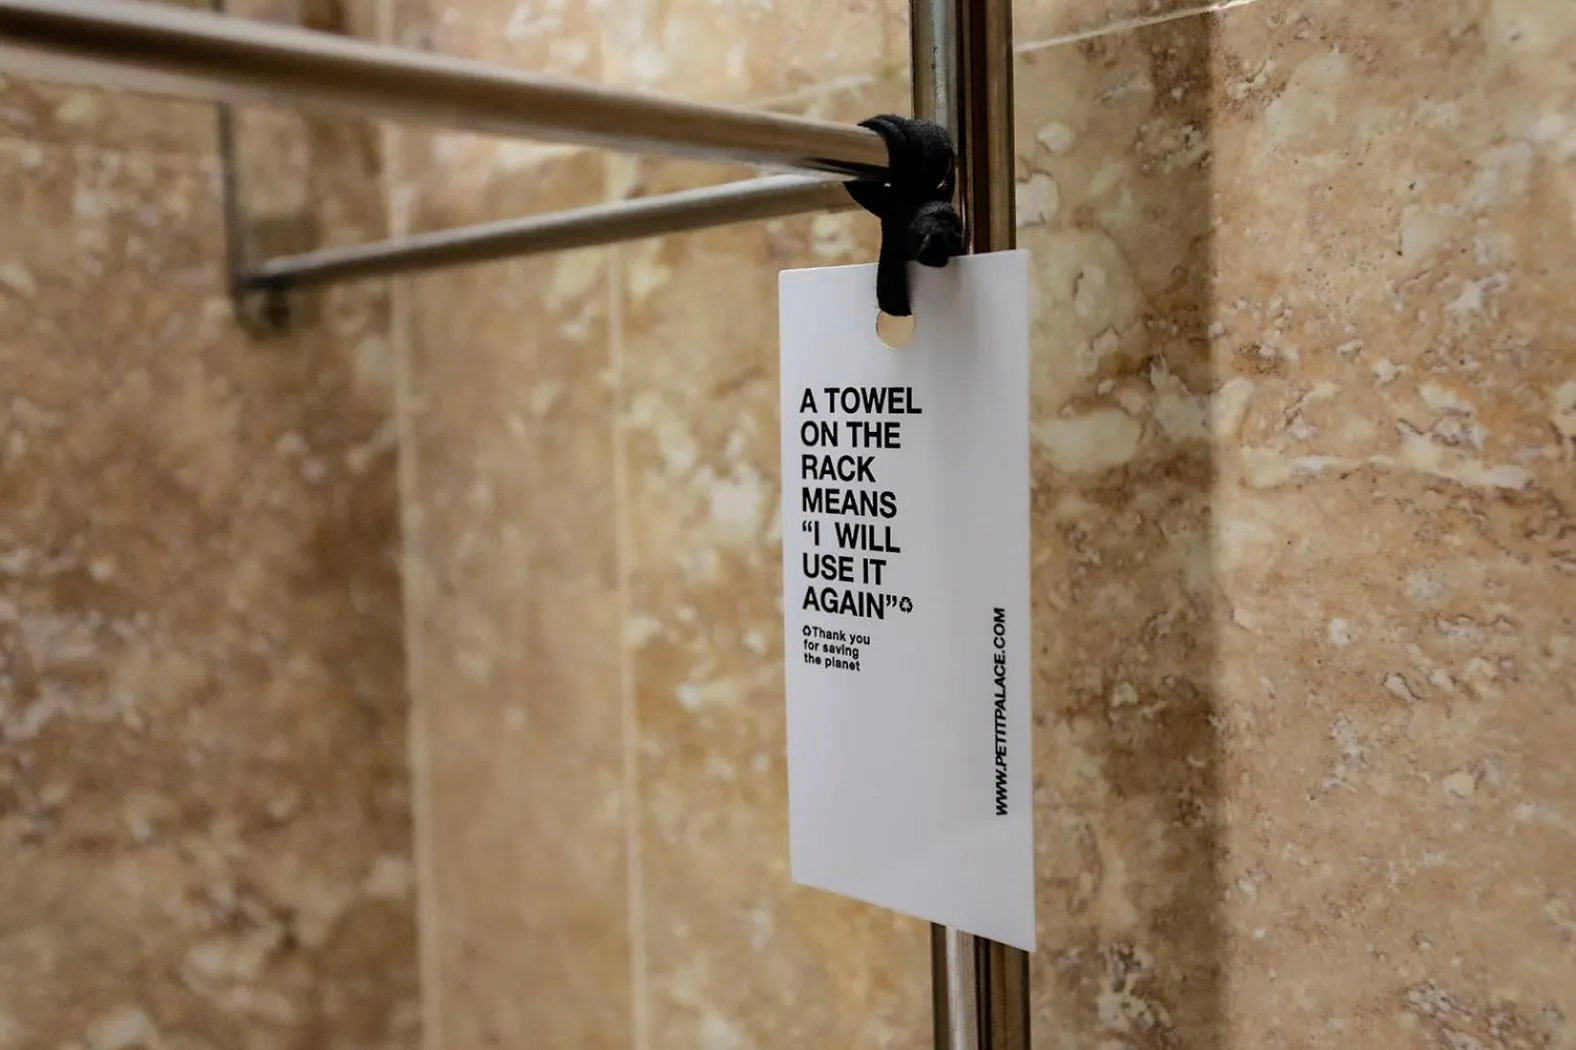 A TOWEL
ON THE
RACK
MEANS
“I WILL
USE IT
AGAIN”♻
♻Thank you
for saving
the planet
WWW.PETITPALACE.COM